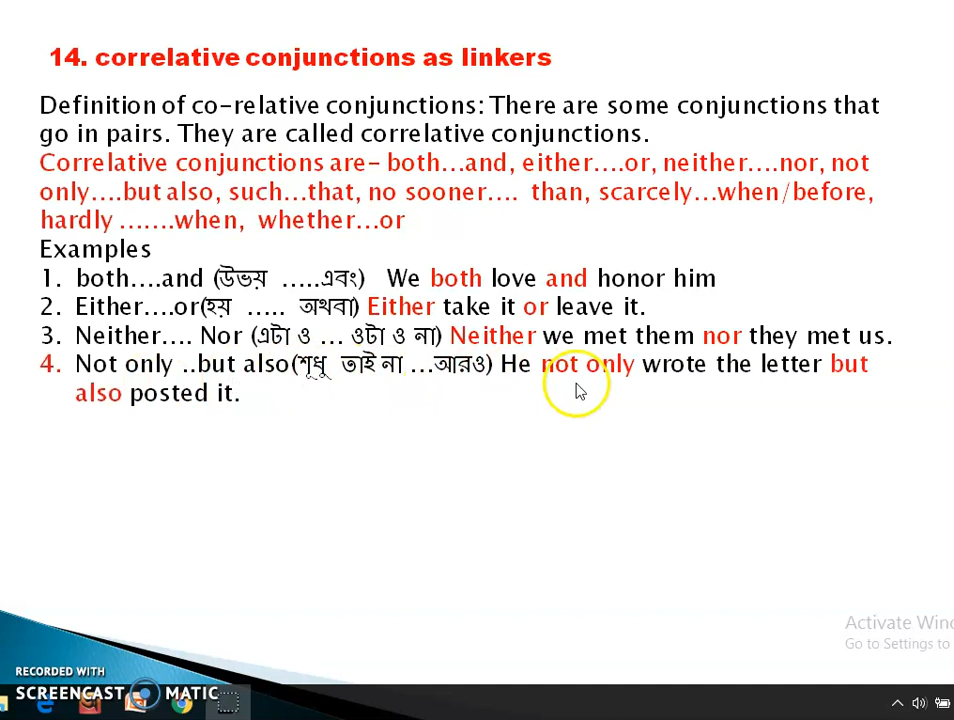 14. correlative conjunctions as linkers
Definition of co-relative conjunctions: There are some conjunctions that
go in pairs. They are called correlative conjunctions.
Correlative conjunctions are- both...and, either....or, neither....nor, not
only....but also, such...that, no sooner.... than, scarcely...when/before,
hardly .......when, whether...or
Examples
1. both....and (উভয় .....এবং) We both love and honor him
2. Either....or(হয় ..... অথবা) Either take it or leave it.
3. Neither.... Nor (এটা ও ... ওটা ও না) Neither we met them nor they met us.
4. Not only ..but also(শূধু তাই না ...আরও) He not only wrote the letter but
also posted it.
Activate Wind
Go to Settings to
RECORDED WITH
SCREENCAST MATIC